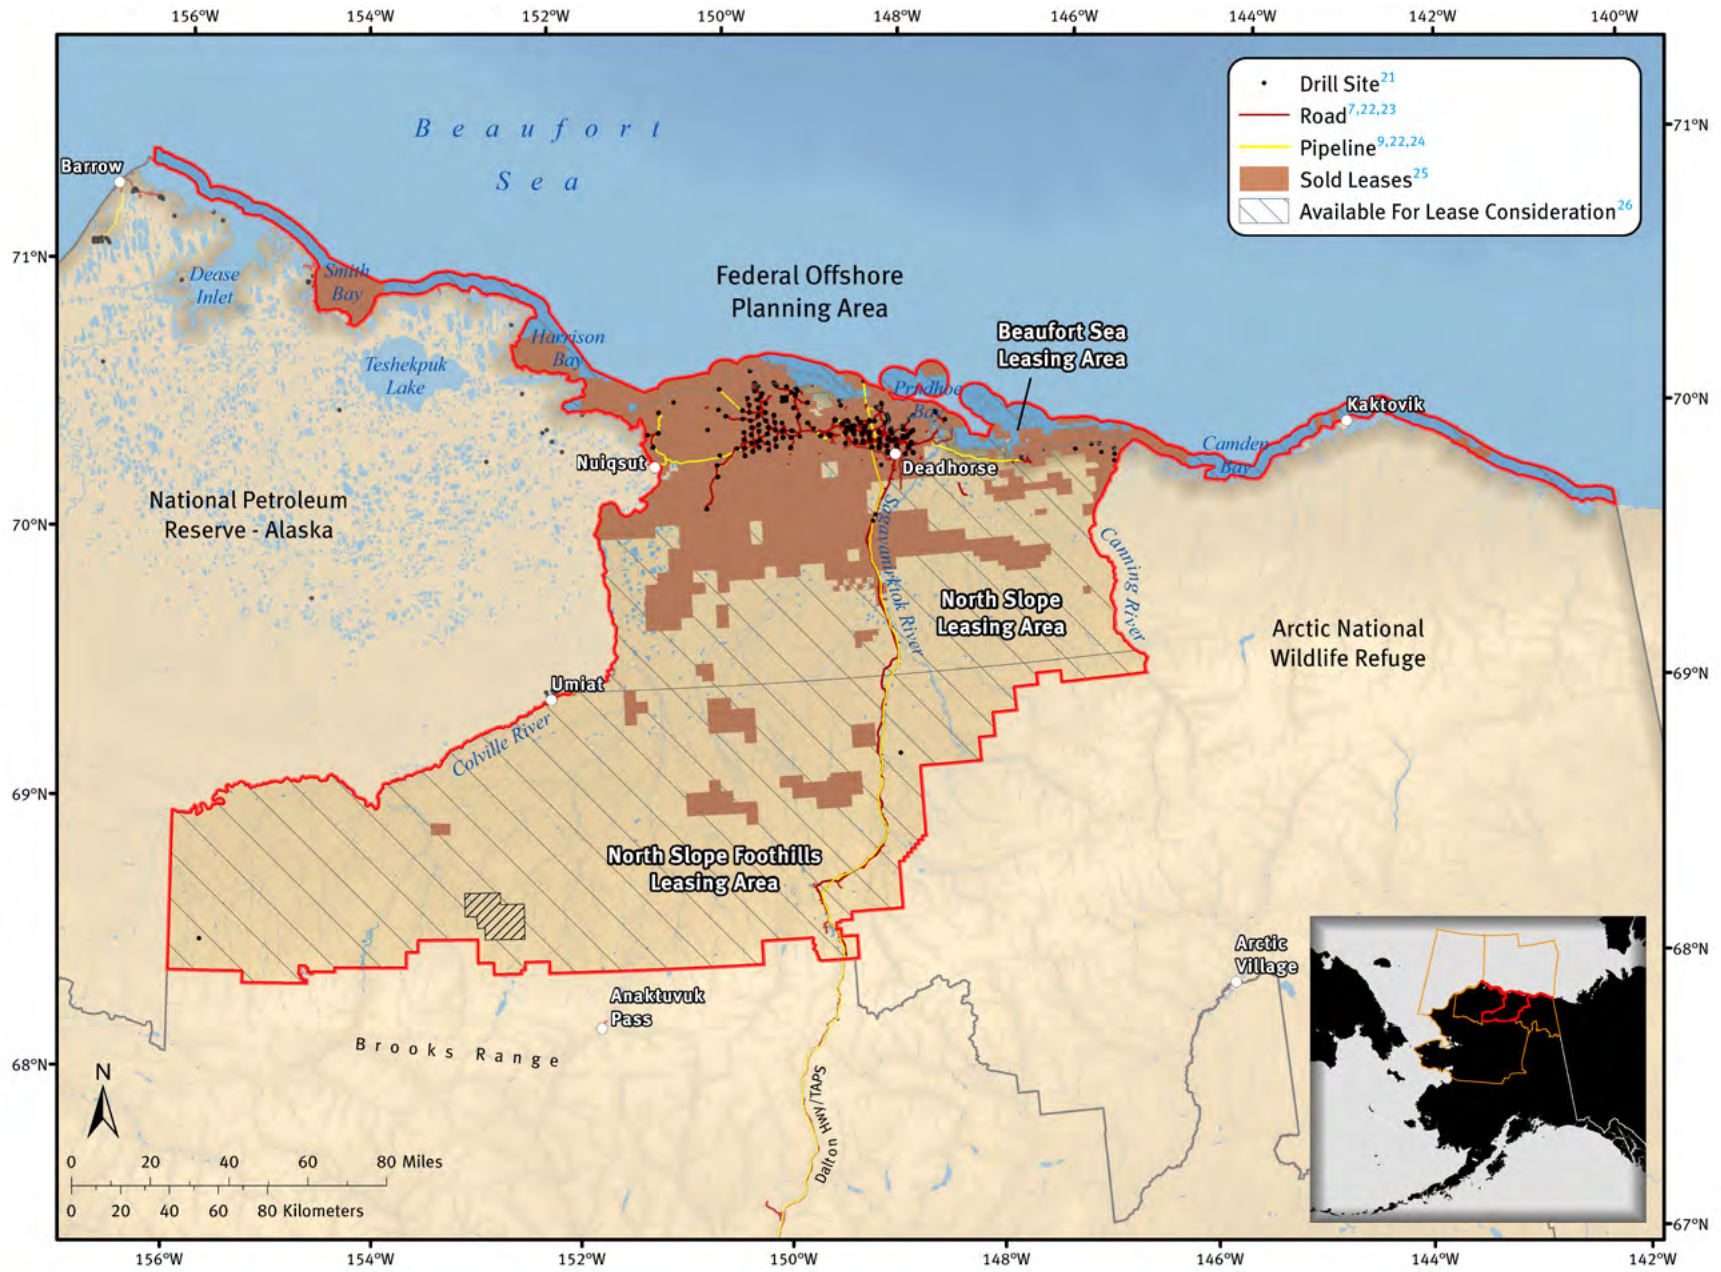 156°W 154°W 152°W 150°W 148°W 146°W 144°W 142°W 140°W
Drill Site21
Road7,22,23
Pipeline9,22,24
Sold Leases25
Available For Lease Consideration26
Beaufort
Sea
71°N
71°N
Barrow
Dease
Inlet
Smith
Bay
Federal Offshore
Planning Area
Beaufort Sea
Leasing Area
Harrison
Bay
Teshekpuk
Lake
Prudhoe
Bay
70°N
Kaktovik
Camden
Bay
Nuiqsut
Deadhorse
National Petroleum
Reserve - Alaska
70°N
Sagavanirktok River
Canning River
North Slope
Leasing Area
Arctic National
Wildlife Refuge
69°N
Umiat
Colville River
69°N
North Slope Foothills
Leasing Area
68°N
Arctic
Village
Anaktuvuk
Pass
Brooks Range
68°N
N
Dalton Hwy/TAPS
0 20 40 60 80 Miles
0 20 40 60 80 Kilometers
67°N
156°W 154°W 152°W 150°W 148°W 146°W 144°W 142°W